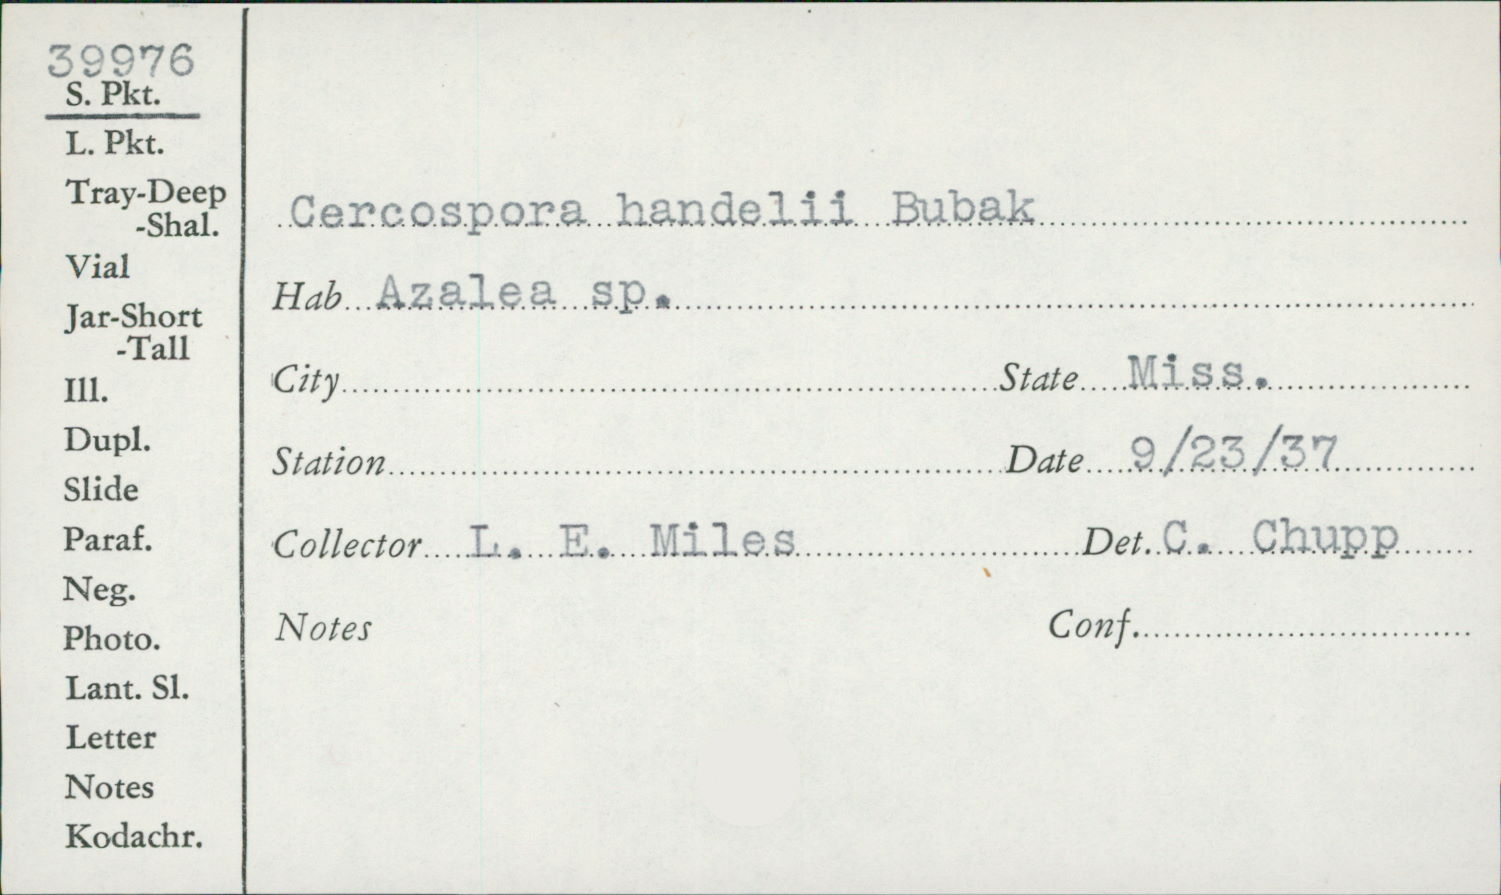 39976
S. Pkt.
L. Pkt.
Tray-Deep
-Shal.
Vial
Jar-Short
-Tall
Ill.
Dupl.
Slide
Paraf.
Neg.
Photo.
Lant. Sl.
Letter
Notes
Kodachr.
Cercospora handelii Bubak
Hab Azalea sp.
City State Miss.
Station Date 9/23/37
Collector L. E. Miles Det. C. Chupp
Notes Conf.